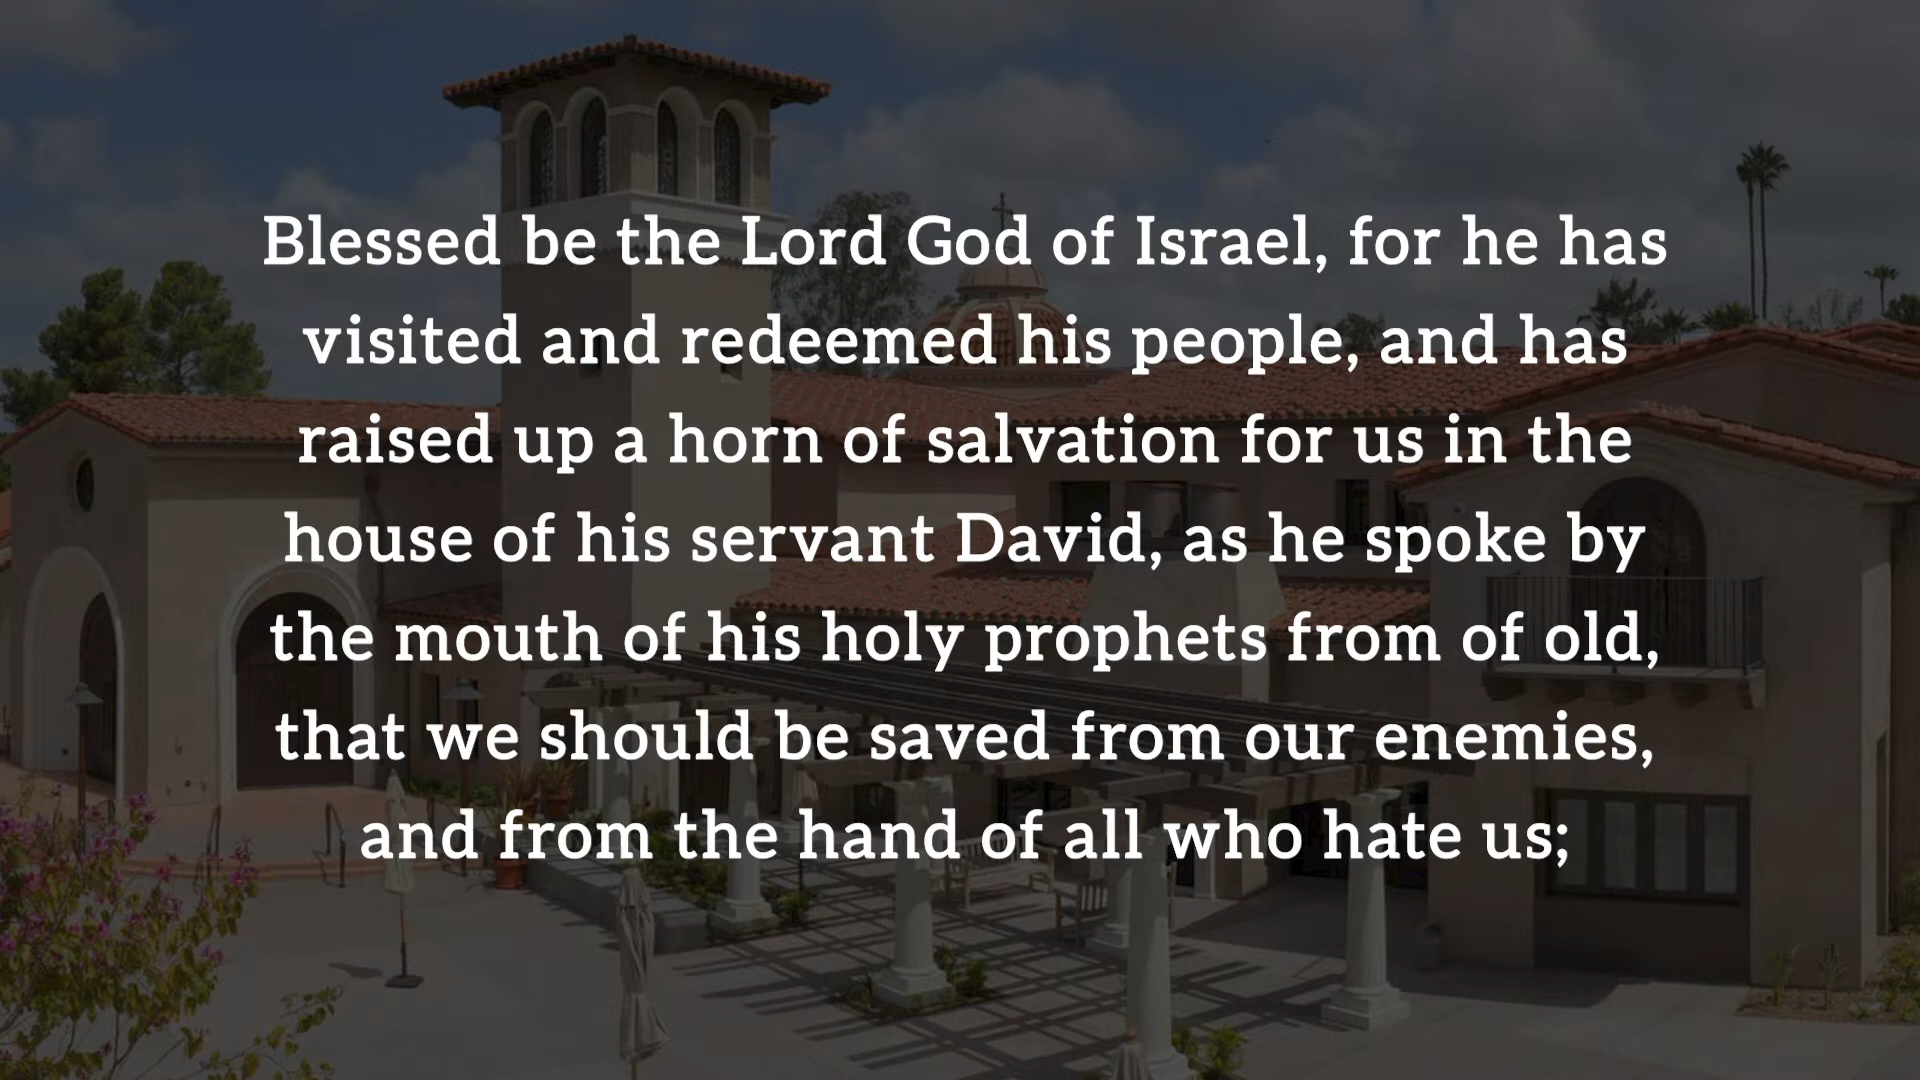 Blessed be the Lord God of Israel, for he has
visited and redeemed his people, and has
raised up a horn of salvation for us in the
house of his servant David, as he spoke by
the mouth of his holy prophets from of old,
that we should be saved from our enemies,
and from the hand of all who hate us;